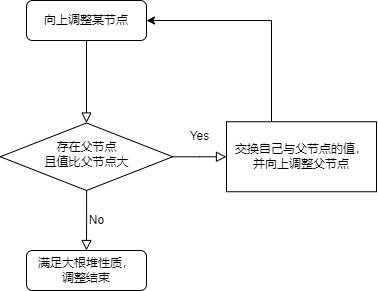 向上调整某节点
存在父节点
且值比父节点大
Yes
交换自己与父节点的值，
并向上调整父节点
No
满足大根堆性质，
调整结束